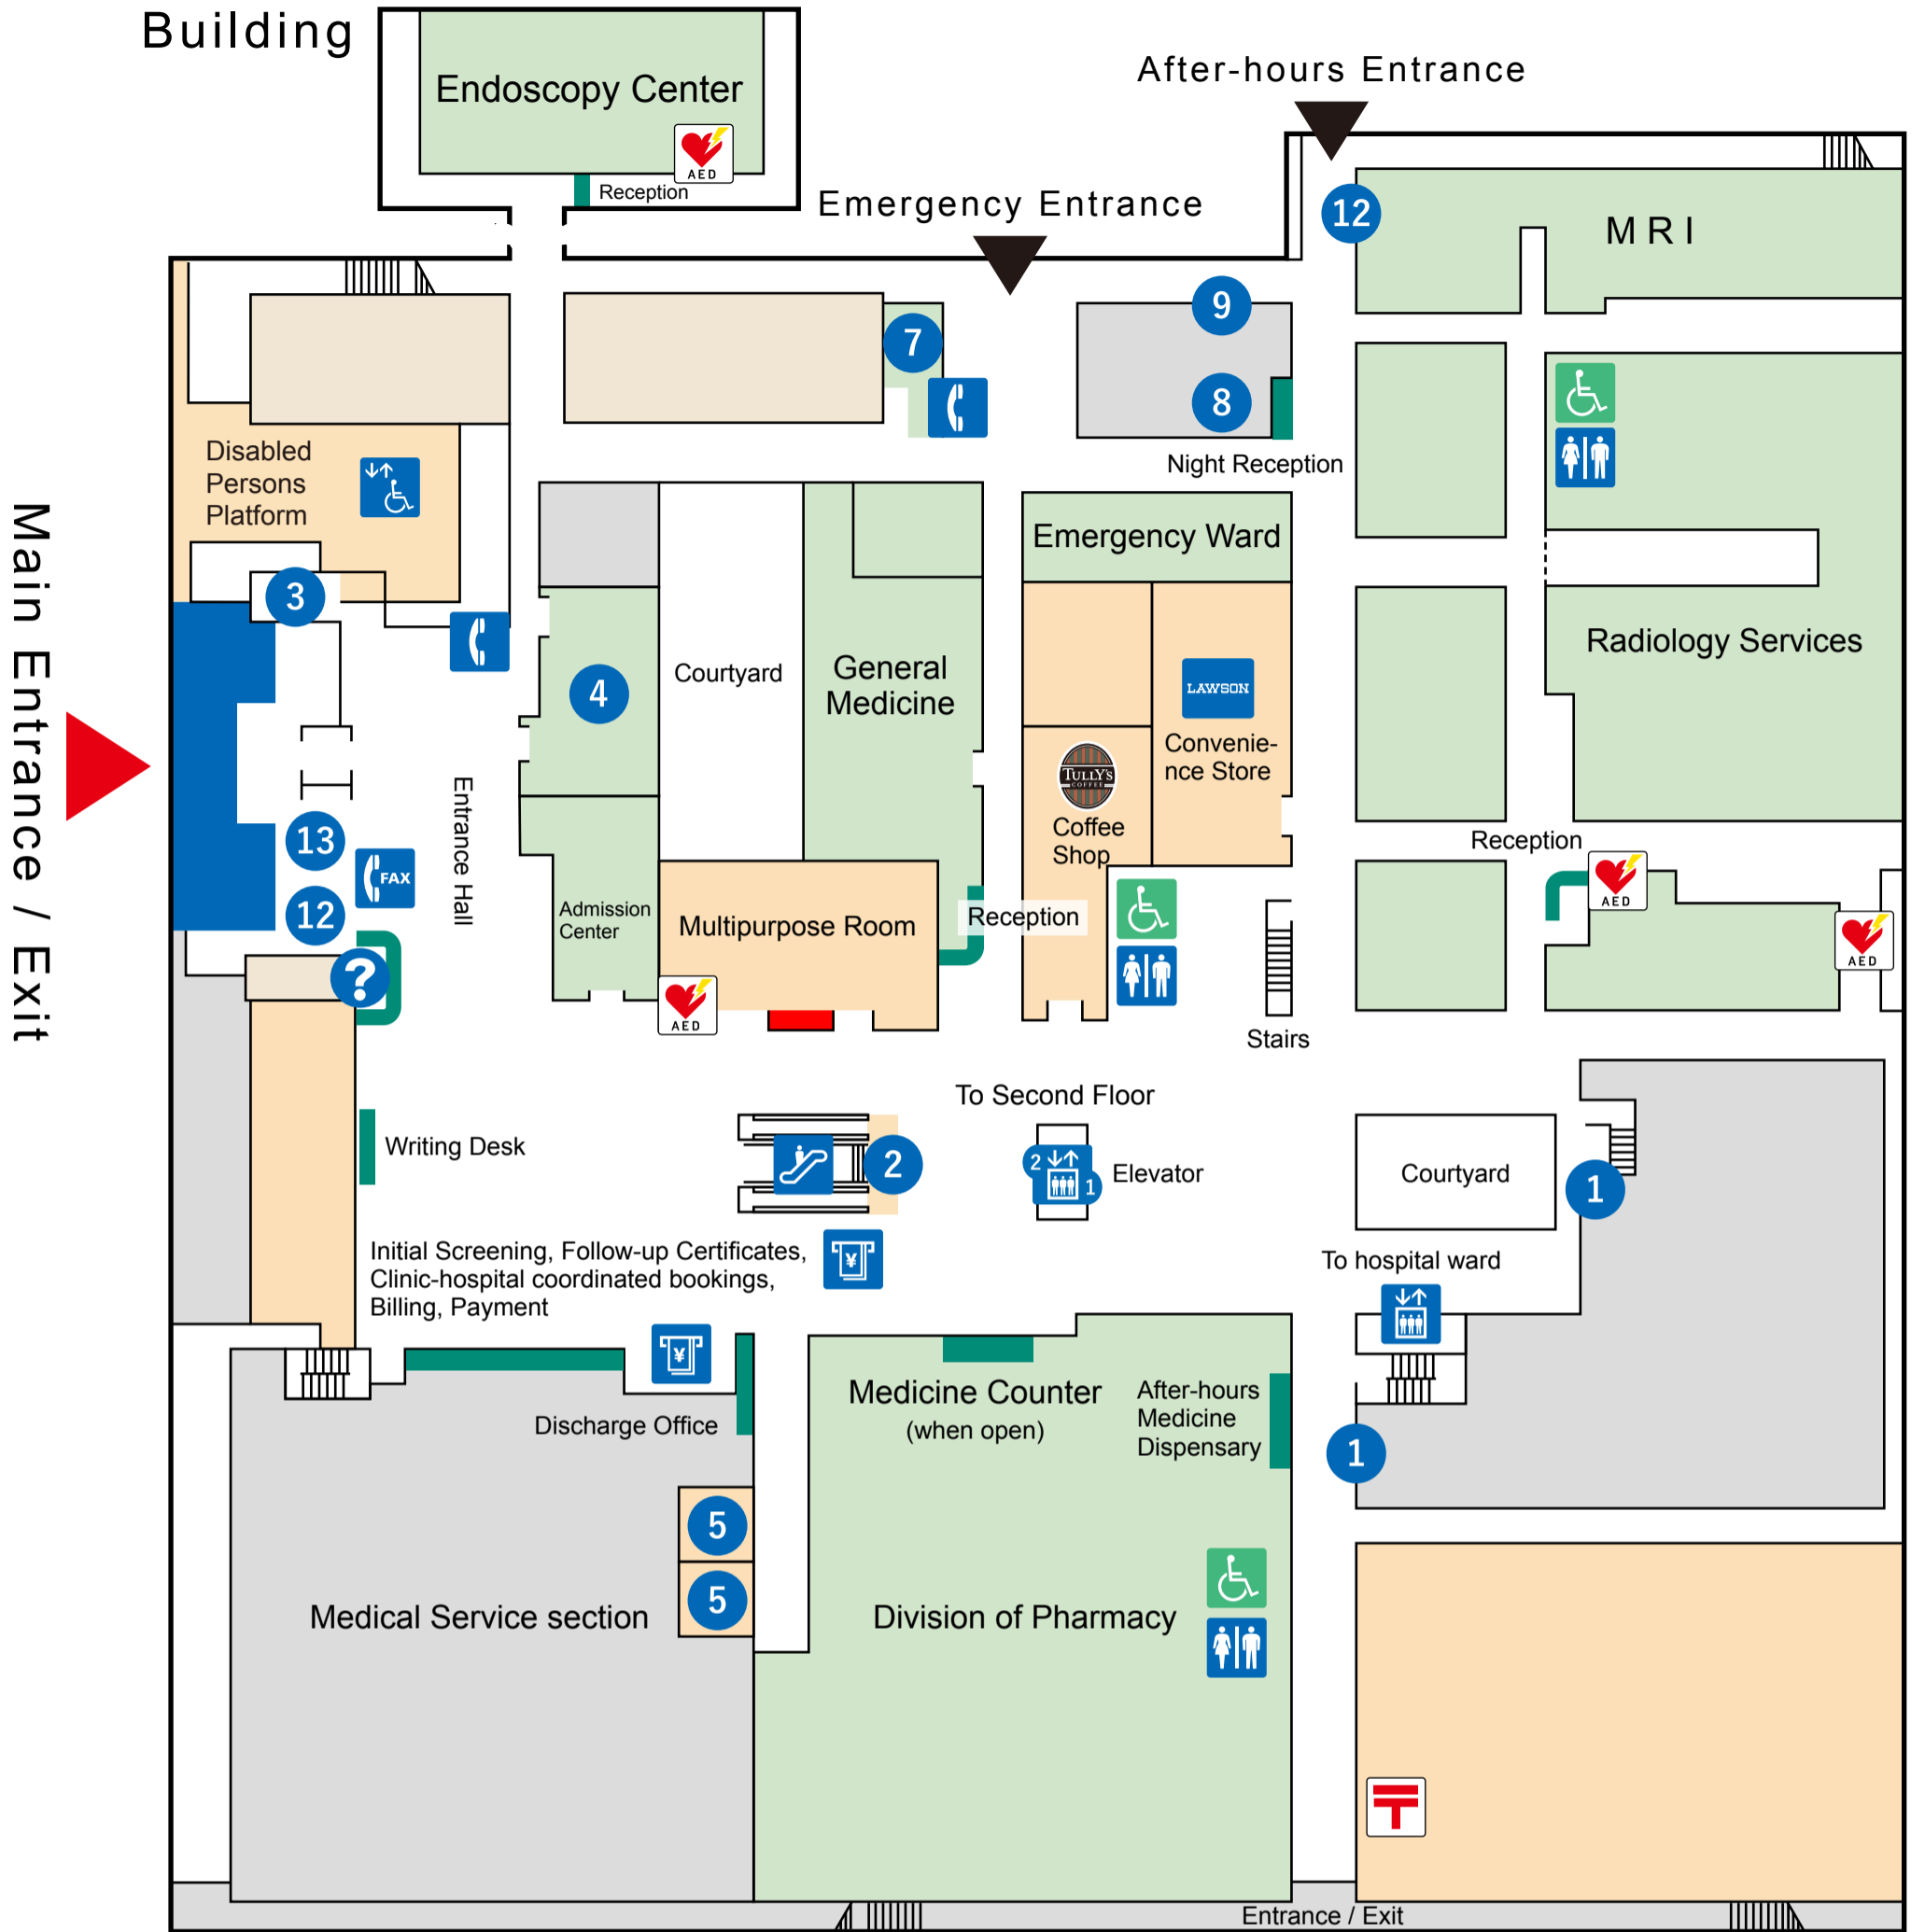 Building
Endoscopy Center
AED
Reception
After-hours Entrance
Emergency Entrance
12
MRI
9
7
8
Night Reception
Disabled
Persons
Platform
Emergency Ward
3
4
Courtyard
General
Medicine
LAWSON
Convenie-
nce Store
TULLY'S
COFFEE
Coffee
Shop
Radiology Services
Main Entrance / Exit
Entrance Hall
13
FAX
12
?
Admission
Center
Multipurpose Room
AED
Reception
Reception
AED
AED
Stairs
To Second Floor
Writing Desk
2
2
1
Elevator
Courtyard
1
Initial Screening, Follow-up Certificates,
Clinic-hospital coordinated bookings,
Billing, Payment
¥
To hospital ward
¥
Discharge Office
Medicine Counter
(when open)
After-hours
Medicine
Dispensary
1
5
5
Medical Service section
Division of Pharmacy
〒
Entrance / Exit